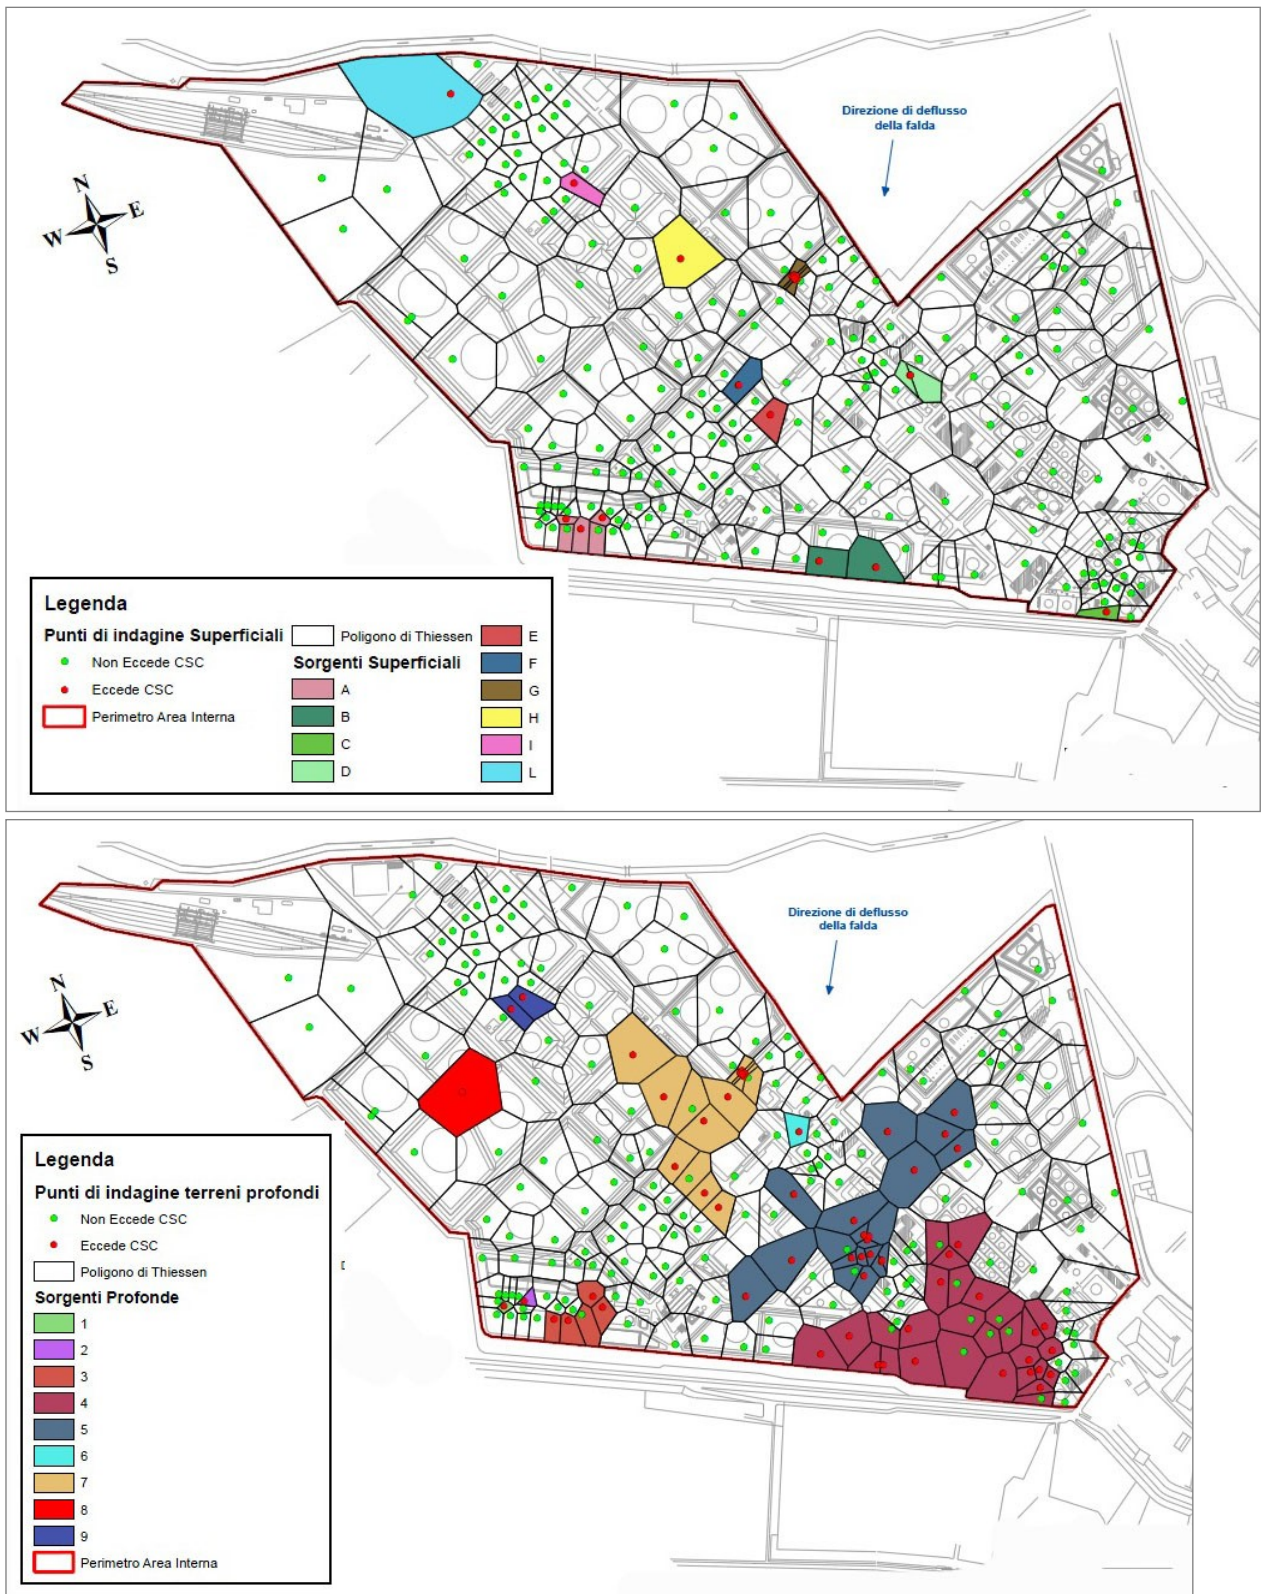 Direzione di deflusso
della falda
N
E
W
S
Legenda
Punti di indagine Superficiali
Non Eccede CSC
Eccede CSC
Perimetro Area Interna
Poligono di Thiessen
Sorgenti Superficiali
A
B
C
D
E
F
G
H
I
L
Direzione di deflusso
della falda
N
E
W
S
Legenda
Punti di indagine terreni profondi
Non Eccede CSC
Eccede CSC
Poligono di Thiessen
Sorgenti Profonde
1
2
3
4
5
6
7
8
9
Perimetro Area Interna